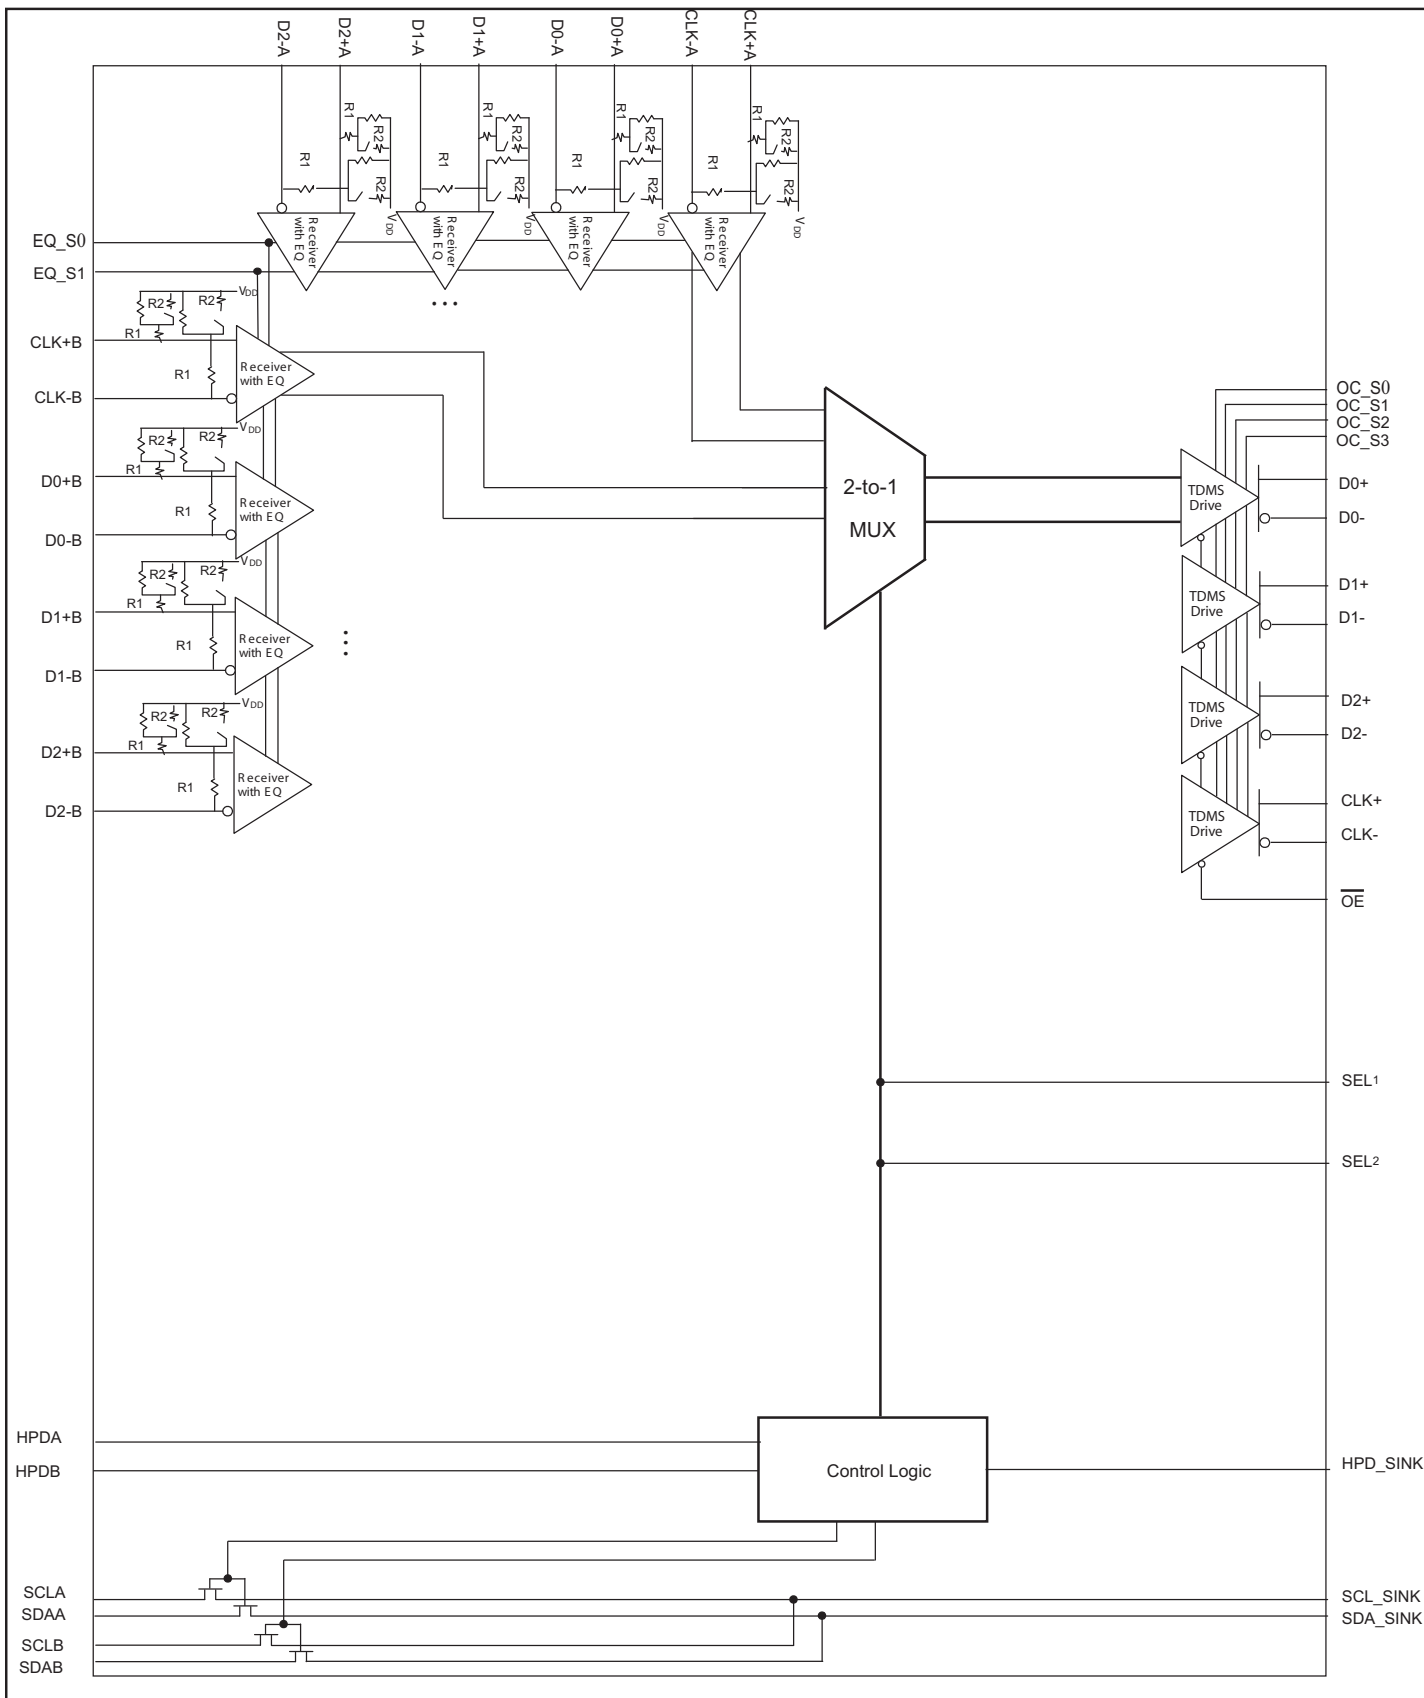 D2-A
D2+A
D1-A
D1+A
D0-A
D0+A
CLK-A
CLK+A
R1
R2
R1
R2
VDD
R1
R2
R1
R2
VDD
R1
R2
R1
R2
VDD
R1
R2
R1
R2
VDD
Receiver
with EQ
Receiver
with EQ
Receiver
with EQ
Receiver
with EQ
EQ_S0
EQ_S1
...
R2
R2
VDD
R1
CLK+B
R1
CLK-B
Receiver
with EQ
R2
R2
VDD
R1
D0+B
R1
D0-B
Receiver
with EQ
R2
R2
VDD
R1
D1+B
R1
D1-B
Receiver
with EQ
...
R2
R2
VDD
R1
D2+B
R1
D2-B
Receiver
with EQ
2-to-1
MUX
OC_S0
OC_S1
OC_S2
OC_S3
TDMS
Drive
D0+
D0-
TDMS
Drive
D1+
D1-
TDMS
Drive
D2+
D2-
TDMS
Drive
CLK+
CLK-
OE
SEL1
SEL2
HPDA
HPDB
Control Logic
HPD_SINK
SCLA
SDAA
SCLB
SDAB
SCL_SINK
SDA_SINK